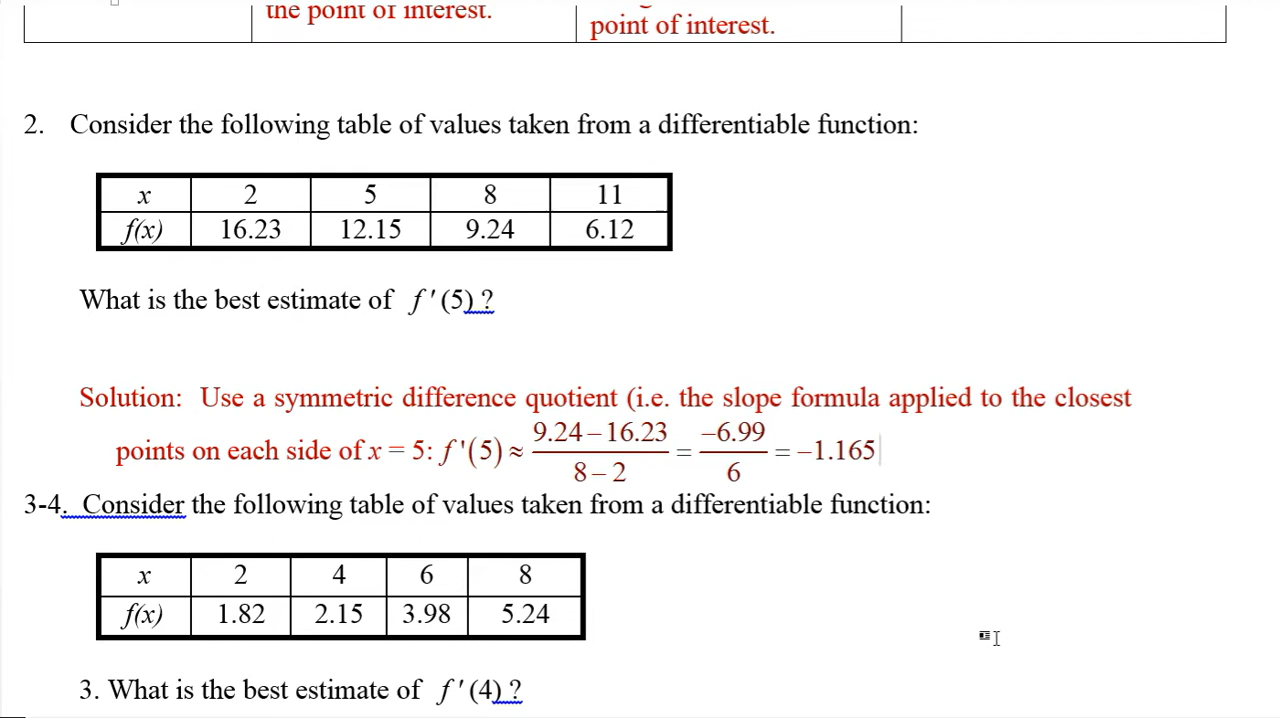 the point of interest.
point of interest.
2. Consider the following table of values taken from a differentiable function:
x 2 5 8 11
f(x) 16.23 12.15 9.24 6.12
What is the best estimate of f ′(5) ?
Solution: Use a symmetric difference quotient (i.e. the slope formula applied to the closest
points on each side of x = 5: f '(5) ≈ (9.24 – 16.23)/(8 – 2) = –6.99/6 = –1.165
3-4. Consider the following table of values taken from a differentiable function:
x 2 4 6 8
f(x) 1.82 2.15 3.98 5.24
3. What is the best estimate of f ′(4) ?